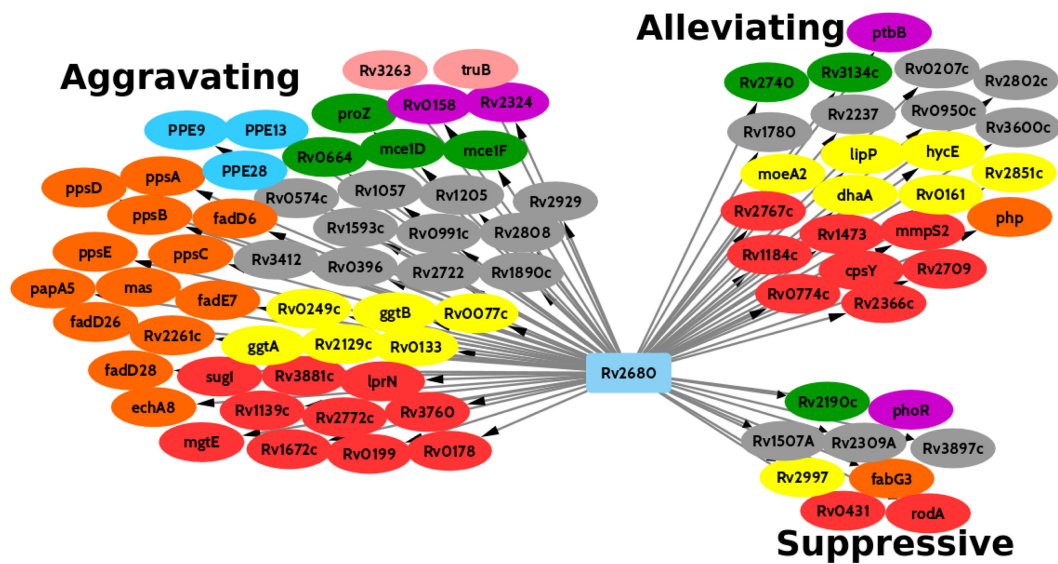 Aggravating
Rv3263 truB
proZ Rv0158 Rv2324
PPE9 PPE13
Rv0664 mce1D mce1F
PPE28
ppsD ppsA
Rv0574c Rv1057 Rv1205 Rv2929
ppsB fadD6
Rv1593c Rv0991c Rv2808
ppsE ppsC
Rv3412 Rv0396 Rv2722 Rv1890c
papA5 mas fadE7
Rv0249c ggtB Rv0077c
fadD26 Rv2261c
ggtA Rv2129c Rv0133
fadD28 sugI Rv3881c lprN
echA8 Rv1139c Rv2772c Rv3760
mgtE Rv1672c Rv0199 Rv0178
Rv2680
Alleviating
ptbB
Rv2740 Rv3134c Rv0207c Rv2802c
Rv1780 Rv2237 Rv0950c Rv3600c
moeA2 lipP hycE Rv2851c
dhaA Rv0161
Rv2767c Rv1473 mmpS2 php
Rv1184c cpsY Rv2709
Rv0774c Rv2366c
Rv2190c phoR
Rv1507A Rv2309A Rv3897c
Rv2997 fabG3
Rv0431 rodA
Suppressive